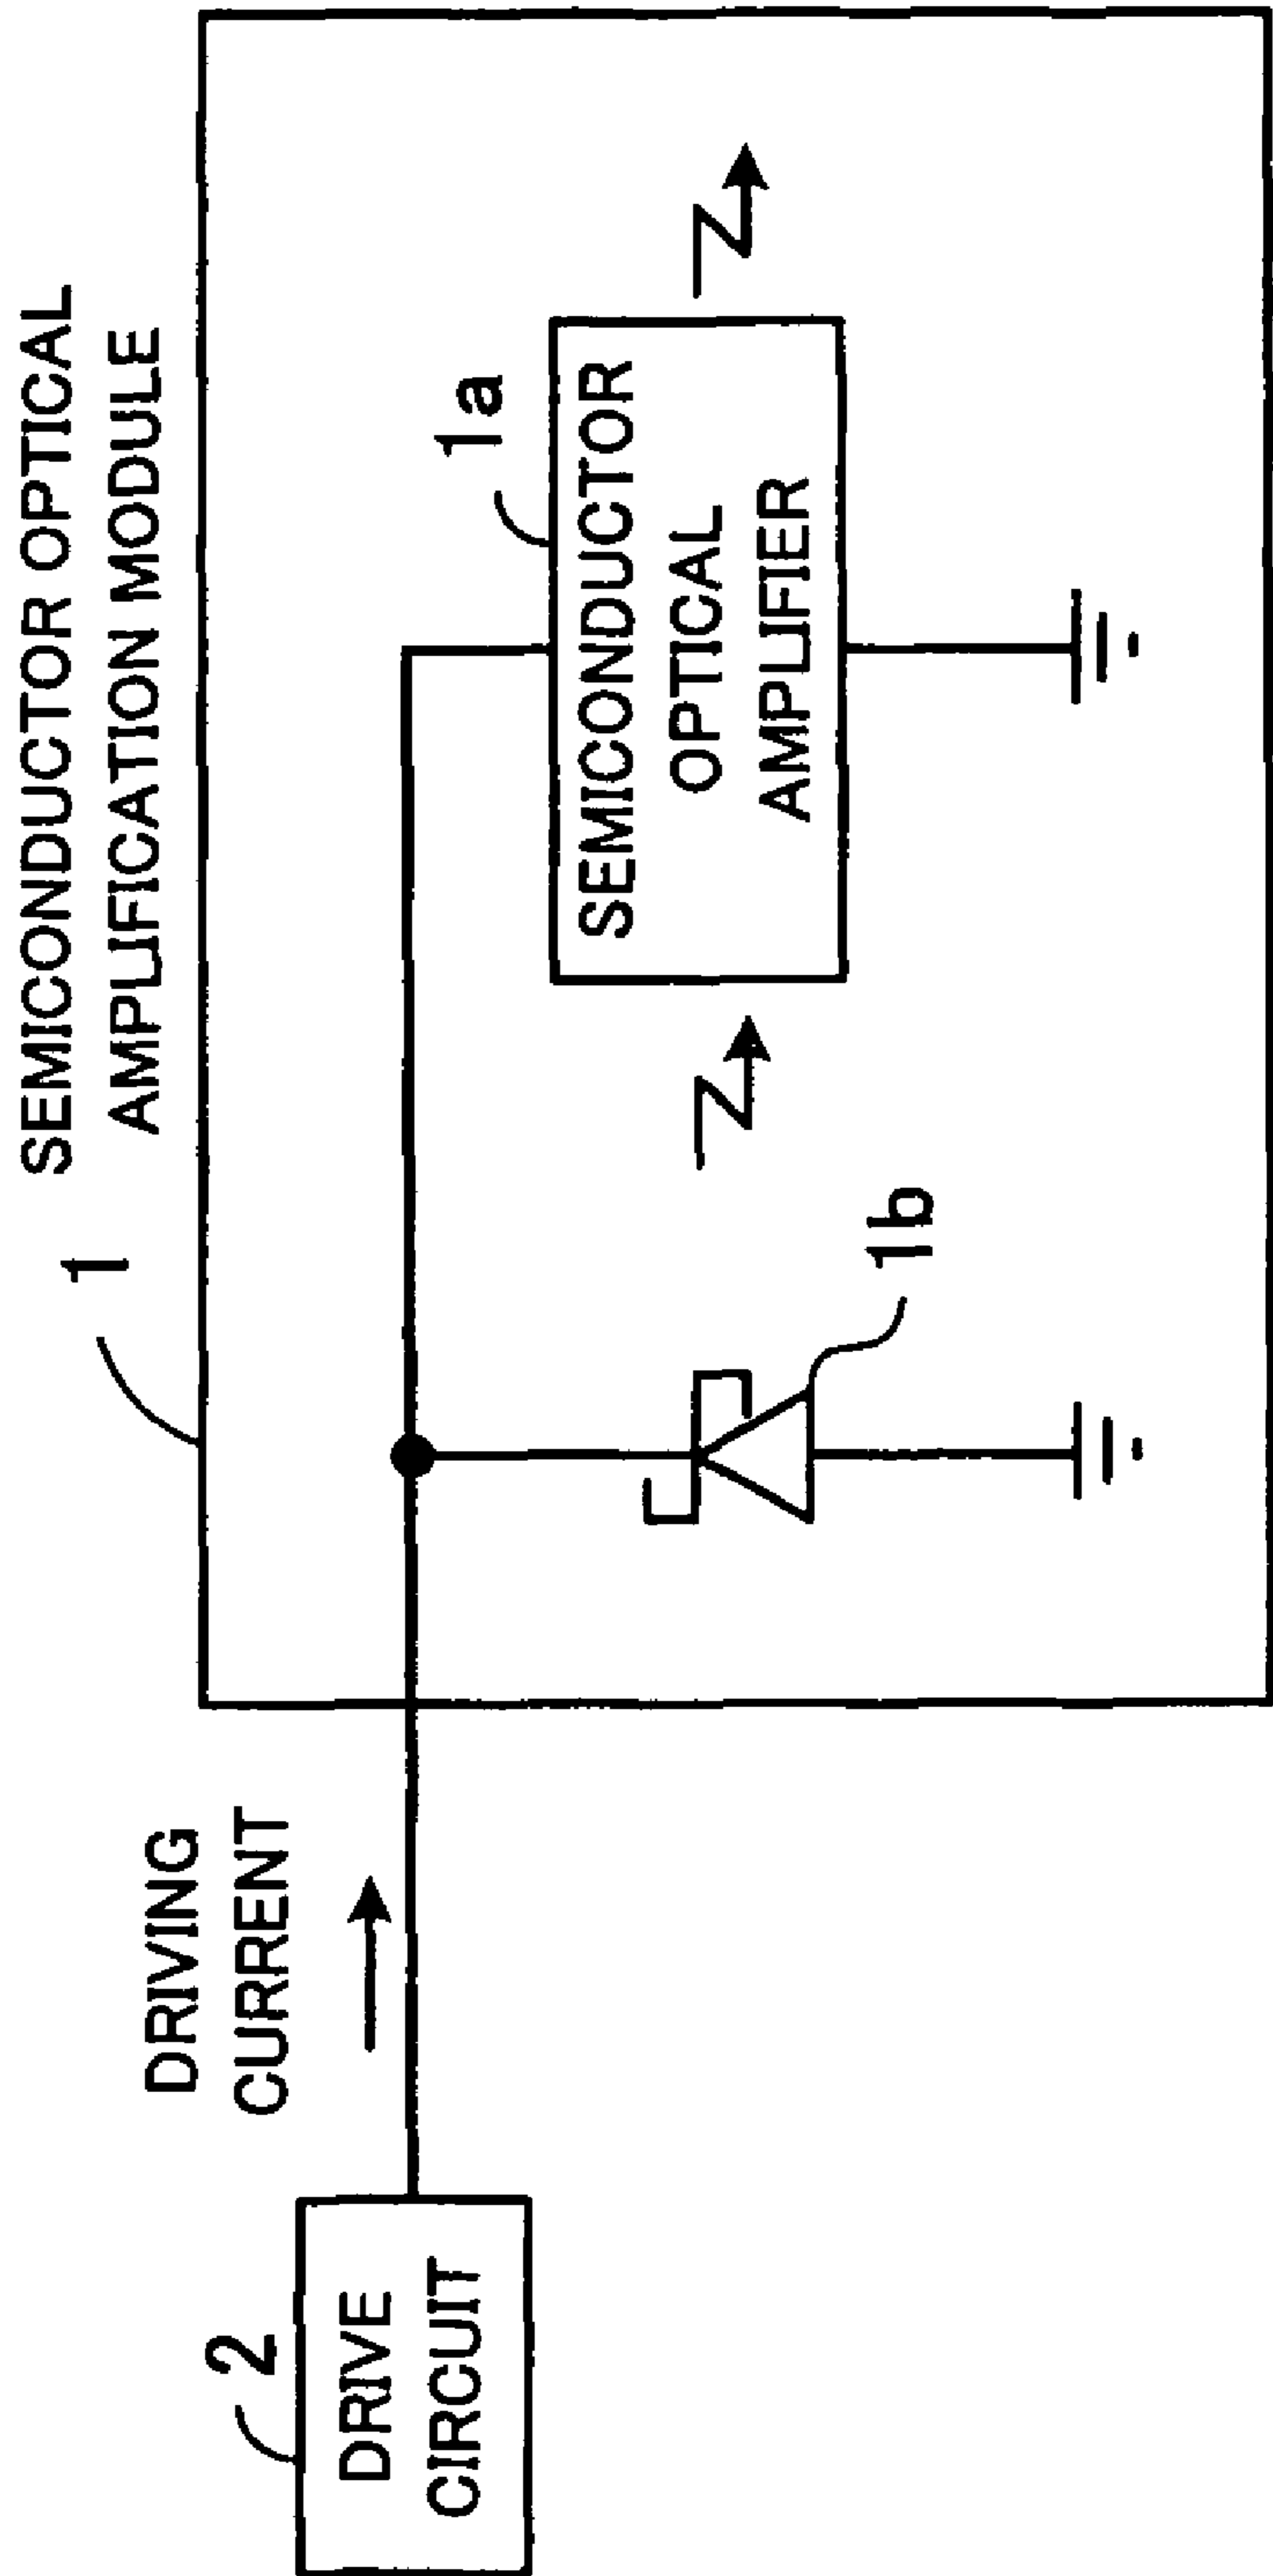 SEMICONDUCTOR OPTICAL
AMPLIFICATION MODULE
1
DRIVING
CURRENT
2
DRIVE
CIRCUIT
1a
SEMICONDUCTOR
OPTICAL
AMPLIFIER
1b